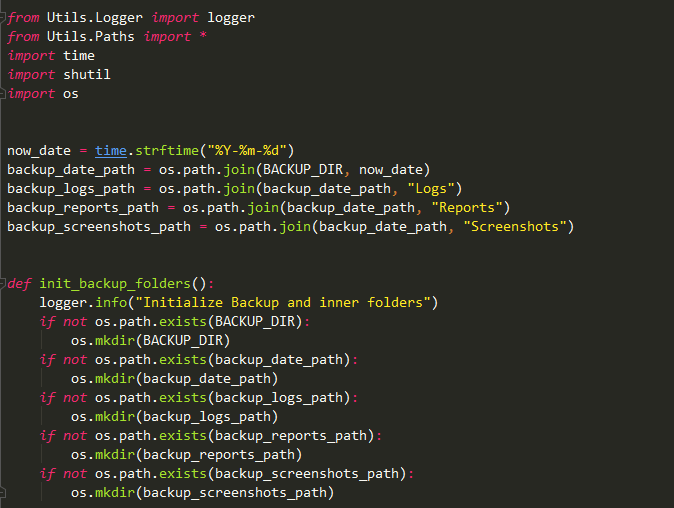 from Utils.Logger import logger
from Utils.Paths import *
import time
import shutil
import os
now_date = time.strftime("%Y-%m-%d")
backup_date_path = os.path.join(BACKUP_DIR, now_date)
backup_logs_path = os.path.join(backup_date_path, "Logs")
backup_reports_path = os.path.join(backup_date_path, "Reports")
backup_screenshots_path = os.path.join(backup_date_path, "Screenshots")
def init_backup_folders():
    logger.info("Initialize Backup and inner folders")
    if not os.path.exists(BACKUP_DIR):
        os.mkdir(BACKUP_DIR)
    if not os.path.exists(backup_date_path):
        os.mkdir(backup_date_path)
    if not os.path.exists(backup_logs_path):
        os.mkdir(backup_logs_path)
    if not os.path.exists(backup_reports_path):
        os.mkdir(backup_reports_path)
    if not os.path.exists(backup_screenshots_path):
        os.mkdir(backup_screenshots_path)